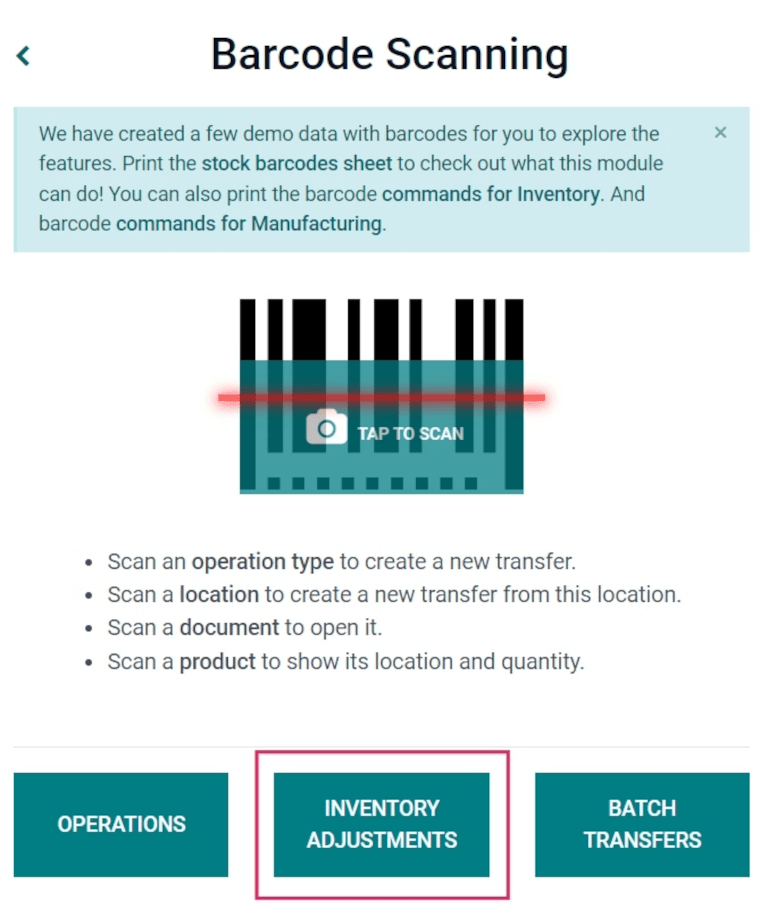 Barcode Scanning
We have created a few demo data with barcodes for you to explore the
features. Print the stock barcodes sheet to check out what this module
can do! You can also print the barcode commands for Inventory. And
barcode commands for Manufacturing.
TAP TO SCAN
• Scan an operation type to create a new transfer.
• Scan a location to create a new transfer from this location.
• Scan a document to open it.
• Scan a product to show its location and quantity.
OPERATIONS
INVENTORY
ADJUSTMENTS
BATCH
TRANSFERS